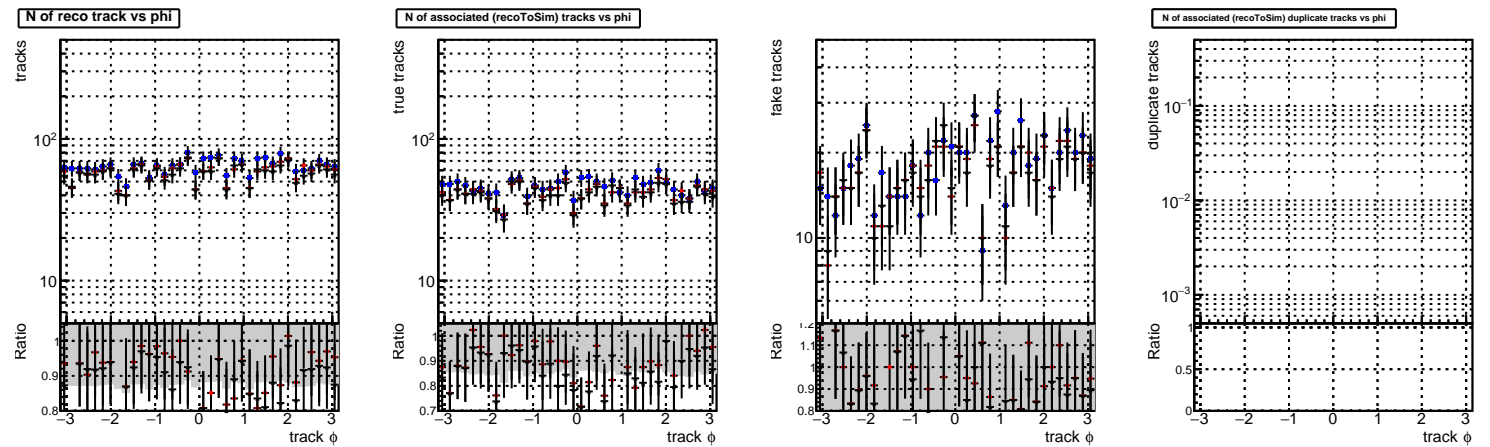 N of reco track vs phi
tracks
10²
10
Ratio
1
0.9
0.8
−3 −2 −1 0 1 2 3
track ϕ
N of associated (recoToSim) tracks vs phi
true tracks
10²
10
Ratio
1
0.9
0.8
0.7
−3 −2 −1 0 1 2 3
track ϕ
fake tracks
10
Ratio
1.2
1.1
1
0.9
0.8
−3 −2 −1 0 1 2 3
track ϕ
N of associated (recoToSim) duplicate tracks vs phi
duplicate tracks
10⁻¹
10⁻²
10⁻³
Ratio
1
0.5
0
−3 −2 −1 0 1 2 3
track ϕ